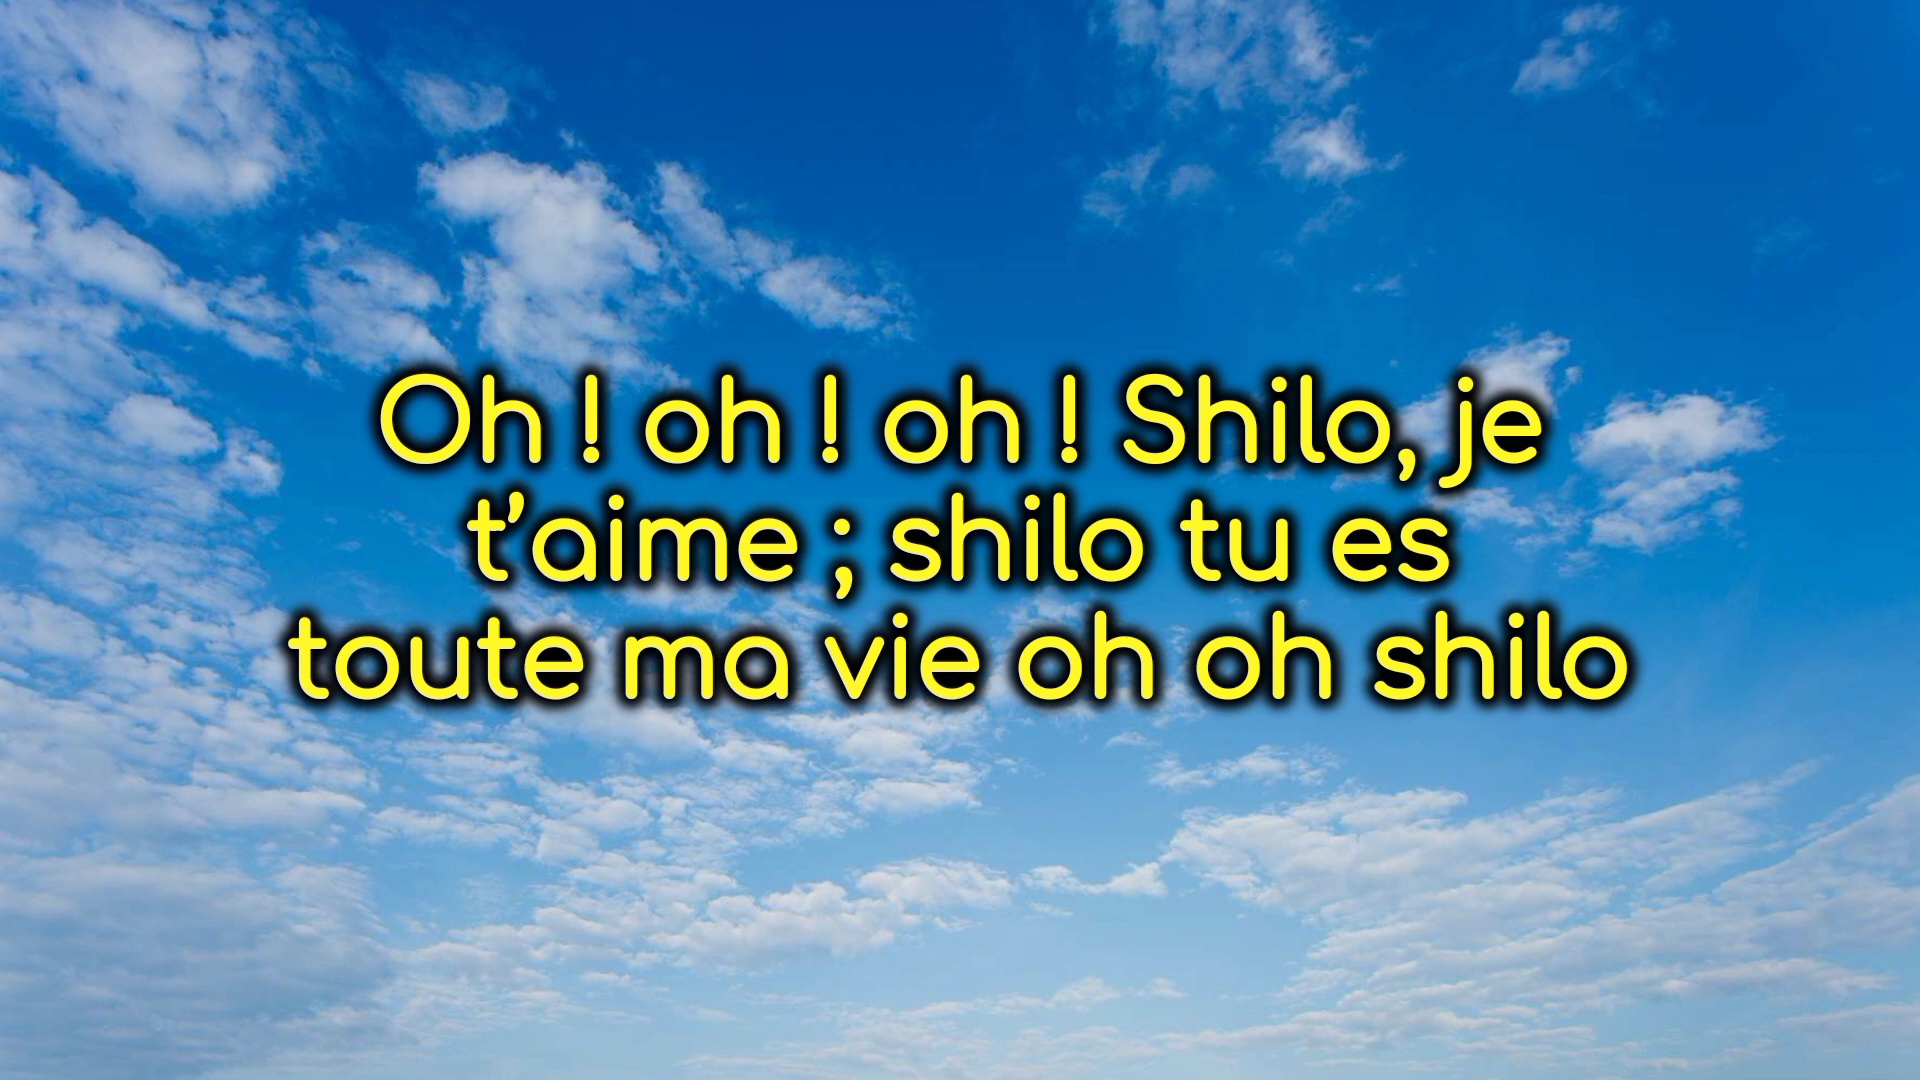 Oh ! oh ! oh ! Shilo, je
t’aime ; shilo tu es
toute ma vie oh oh shilo